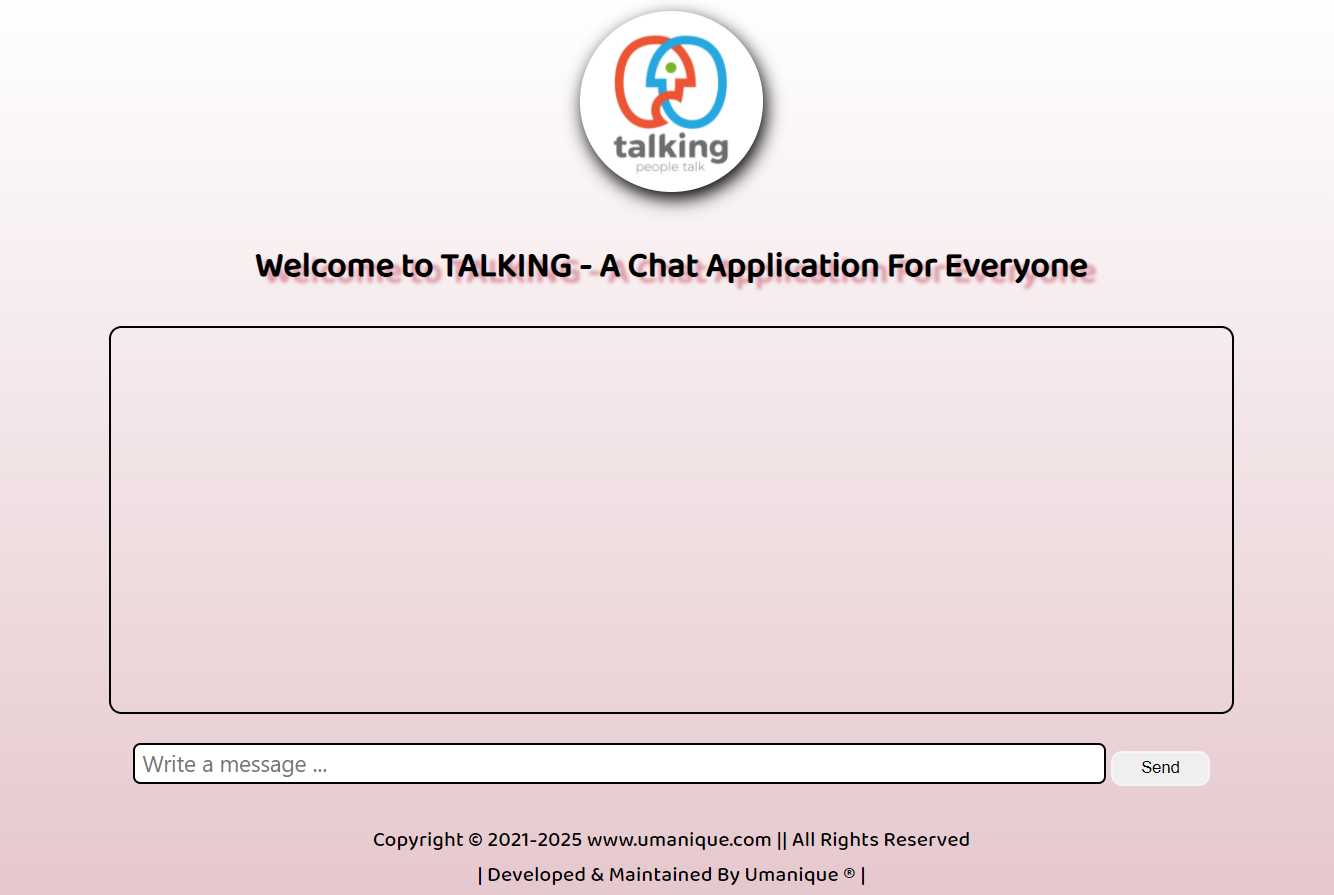 talking
people talk
Welcome to TALKING - A Chat Application For Everyone
Write a message ...
Send
Copyright © 2021-2025 www.umanique.com || All Rights Reserved
| Developed & Maintained By Umanique ® |